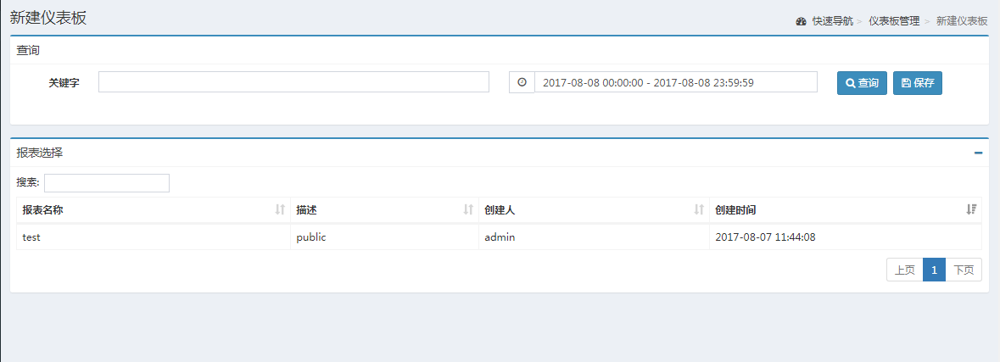 新建仪表板
快速导航 > 仪表板管理 > 新建仪表板
查询
关键字 2017-08-08 00:00:00 - 2017-08-08 23:59:59 查询 保存
报表选择
搜索:
报表名称 描述 创建人 创建时间
test public admin 2017-08-07 11:44:08
上页 1 下页